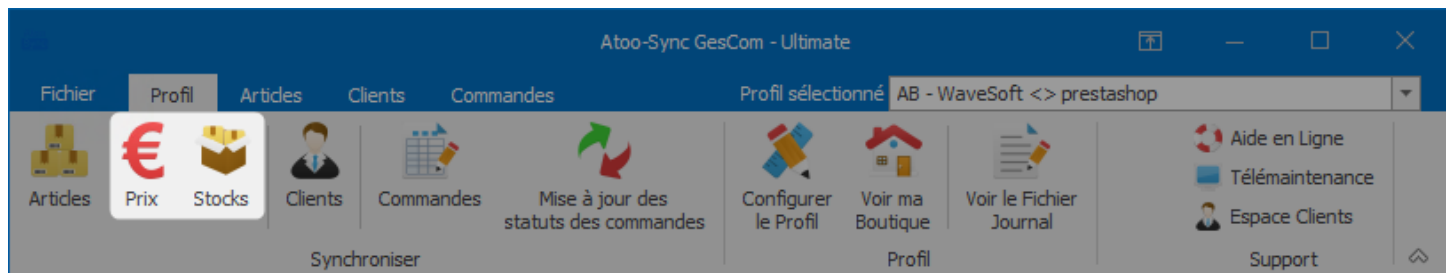 Atoo-Sync GesCom - Ultimate
Fichier Profil Articles Clients Commandes Profil sélectionné AB - WaveSoft <> prestashop
Articles Prix Stocks Clients Commandes Mise à jour des
statuts des commandes
Configurer
le Profil
Voir ma
Boutique
Voir le Fichier
Journal
Aide en Ligne
Télémaintenance
Espace Clients
Synchroniser Profil Support